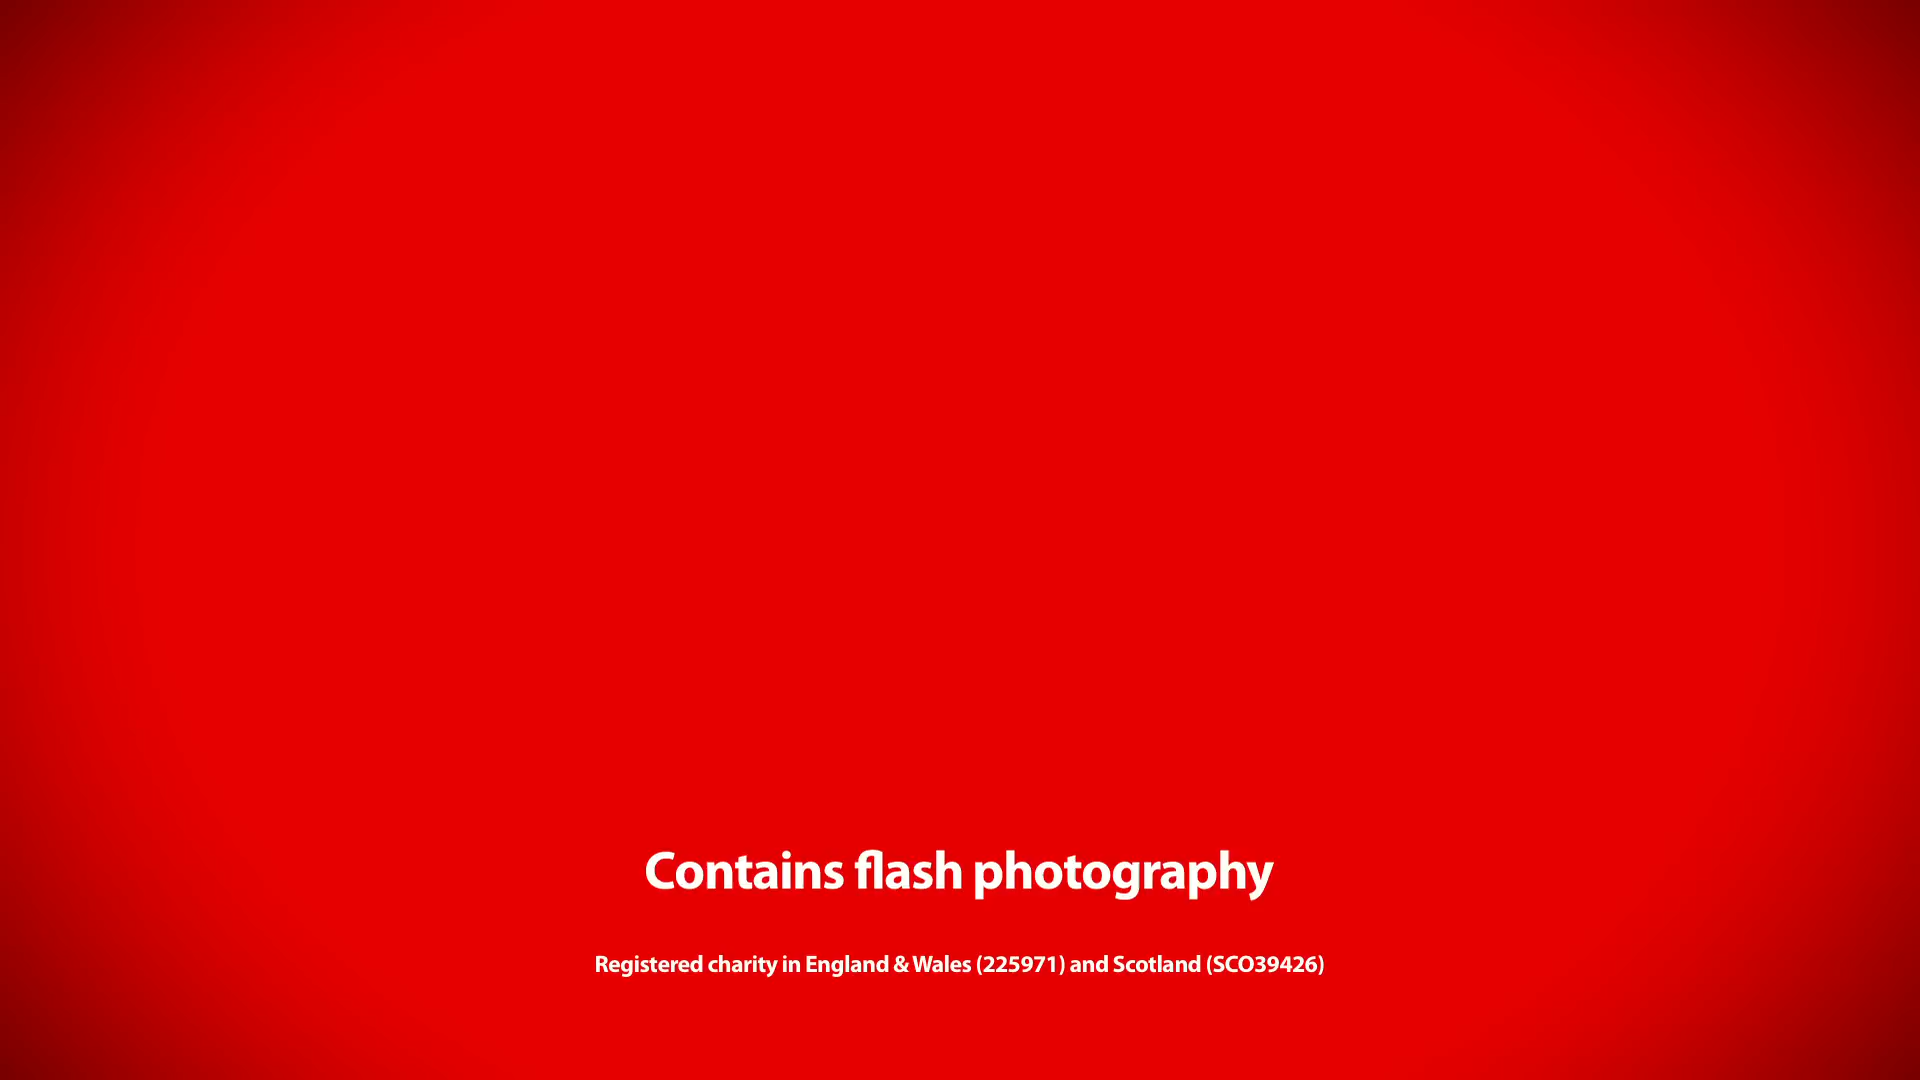 Contains flash photography
Registered charity in England & Wales (225971) and Scotland (SCO39426)